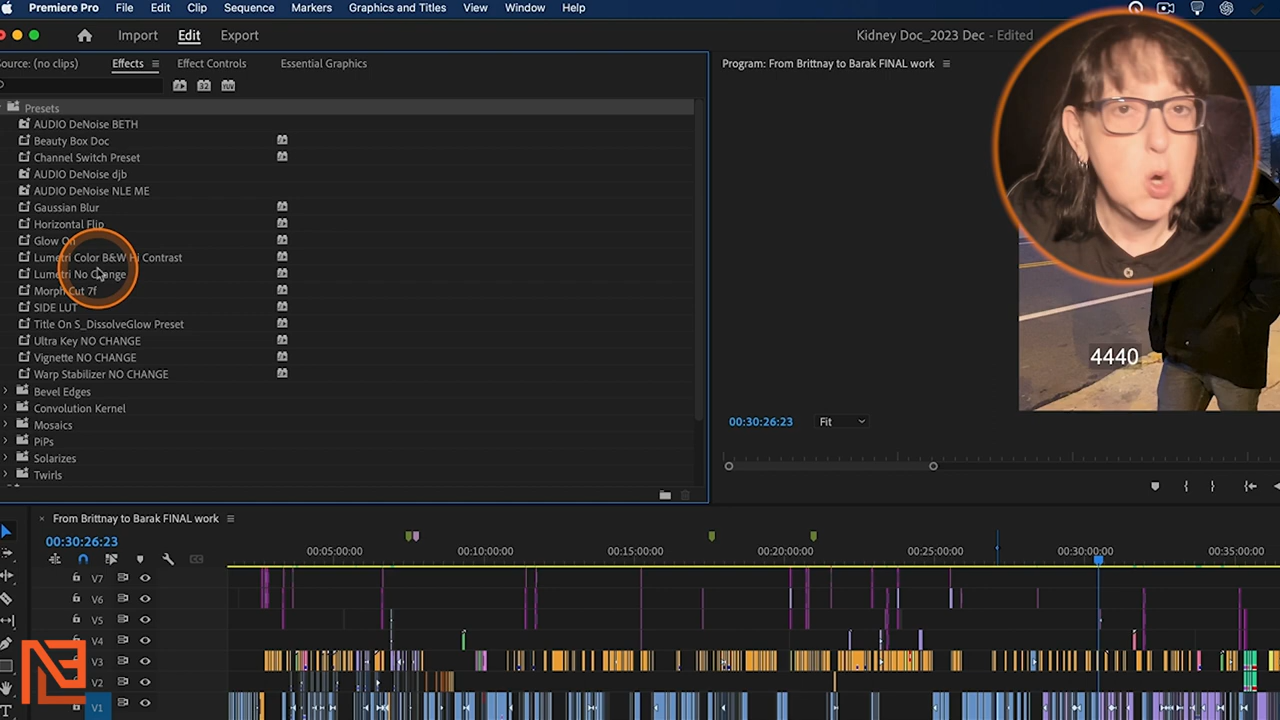 Premiere Pro File Edit Clip Sequence Markers Graphics and Titles View Window Help
Import Edit Export Kidney Doc_2023 Dec - Edited
Source: (no clips) Effects Effect Controls Essential Graphics Program: From Brittnay to Barak FINAL work
32 YUV
Presets
AUDIO DeNoise BETH
Beauty Box Doc
Channel Switch Preset
AUDIO DeNoise djb
AUDIO DeNoise NLE ME
Gaussian Blur
Horizontal Flip
Glow On
Lumetri Color B&W Hi Contrast
Lumetri No Change
Morph Cut 7f
SIDE LUT
Title On S_DissolveGlow Preset
Ultra Key NO CHANGE
Vignette NO CHANGE
Warp Stabilizer NO CHANGE
Bevel Edges
Convolution Kernel
Mosaics
PiPs
Solarizes
Twirls
4440
00:30:26:23 Fit
From Brittnay to Barak FINAL work
00:30:26:23
00:05:00:00 00:10:00:00 00:15:00:00 00:20:00:00 00:25:00:00 00:30:00:00 00:35:00:00
CC
V7
V6
V5
V4
V3
V2
V1